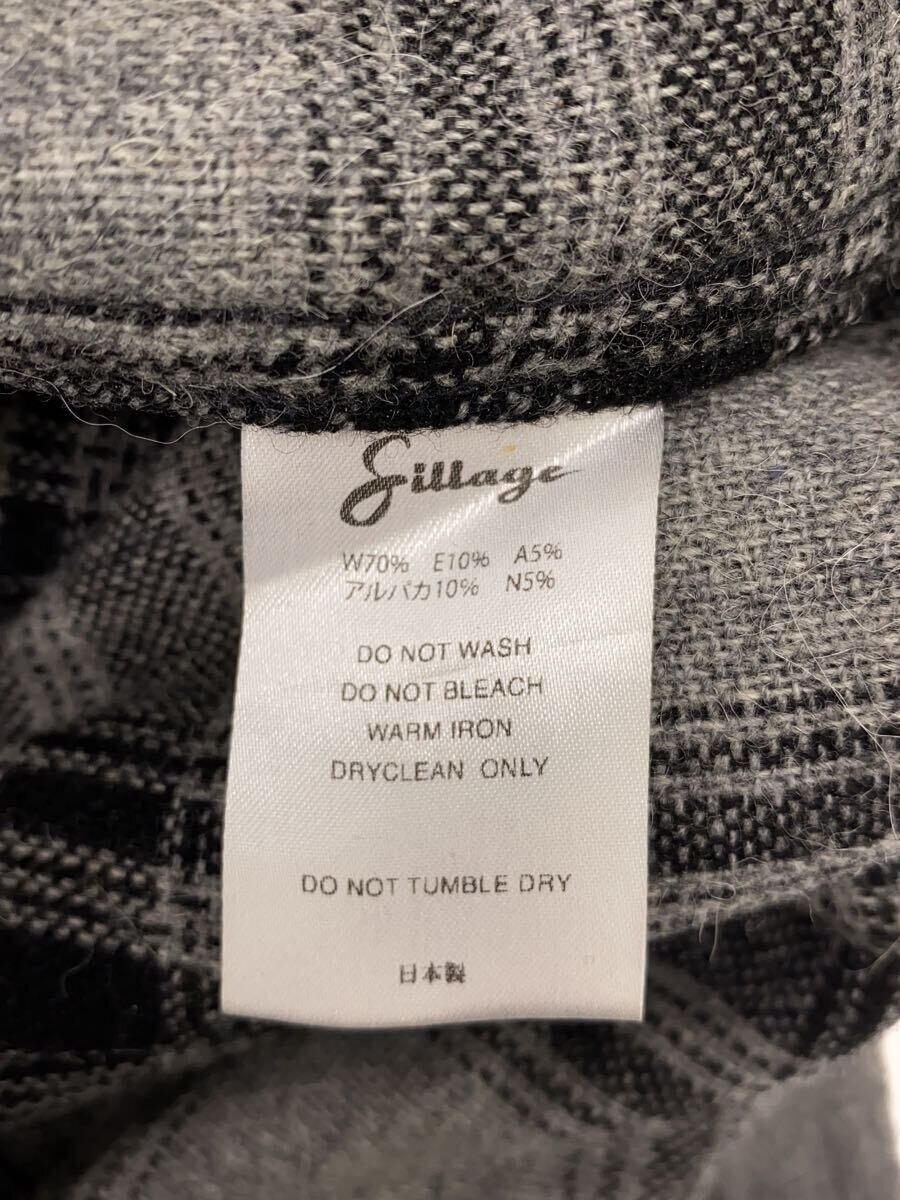 Sillage
W70% E10% A5%
アルパカ10% N5%
DO NOT WASH
DO NOT BLEACH
WARM IRON
DRYCLEAN ONLY
DO NOT TUMBLE DRY
日本製